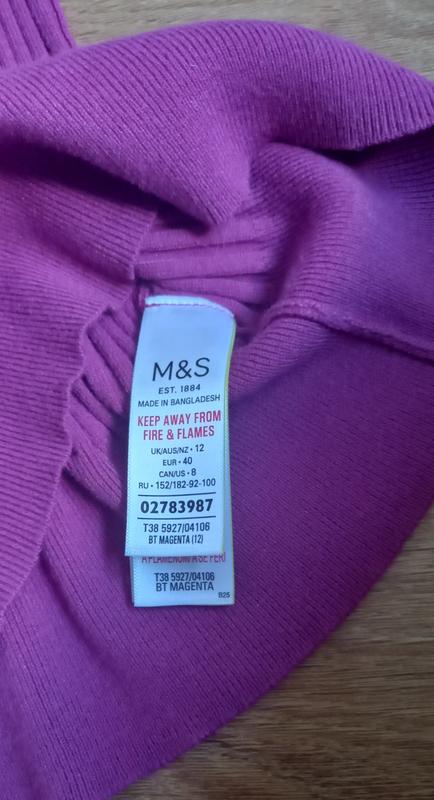 M&S
EST. 1884
MADE IN BANGLADESH
KEEP AWAY FROM
FIRE & FLAMES
UK/AUS/NZ • 12
EUR • 40
CAN/US • 8
RU • 152/182-92-100
02783987
T38 5927/04106
BT MAGENTA (12)
T38 5927/04106
BT MAGENTA
B25